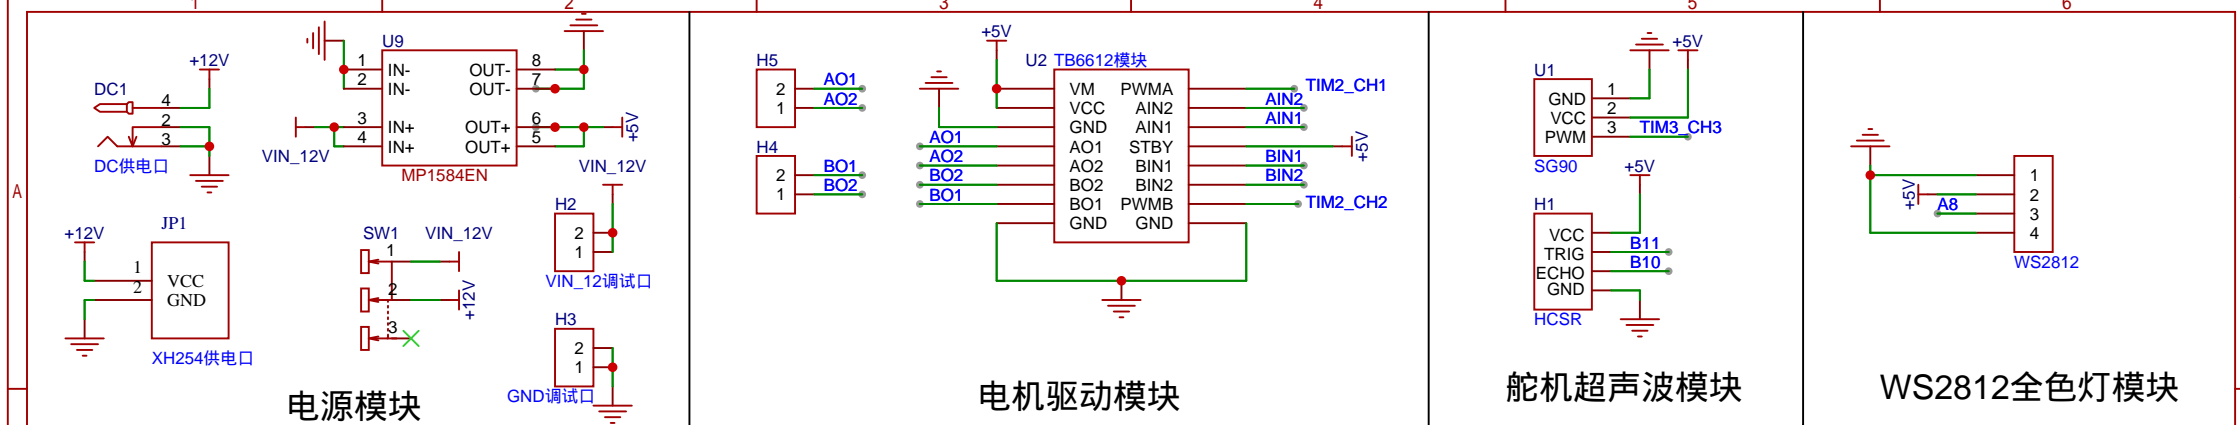 1
2
3
4
5
6
A
+12V
DC1
4
2
3
DC供电口
U9
1
2
3
4
IN-
IN-
IN+
IN+
OUT-
OUT-
OUT+
OUT+
8
7
6
5
MP1584EN
VIN_12V
+5V
VIN_12V
JP1
+12V
1
2
VCC
GND
XH254供电口
SW1
1
2
3
VIN_12V
+12V
H2
2
1
VIN_12调试口
H3
2
1
GND调试口
电源模块
H5
2
1
AO1
AO2
H4
2
1
BO1
BO2
+5V
U2 TB6612模块
VM
VCC
GND
AO1
AO2
BO2
BO1
GND
PWMA
AIN2
AIN1
STBY
BIN1
BIN2
PWMB
GND
AO1
AO2
BO2
BO1
TIM2_CH1
AIN2
AIN1
+5V
BIN1
BIN2
TIM2_CH2
电机驱动模块
U1
+5V
GND
VCC
PWM
1
2
3
TIM3_CH3
SG90
+5V
H1
VCC
TRIG
ECHO
GND
B11
B10
HCSR
舵机超声波模块
+5V
A8
1
2
3
4
WS2812
WS2812全色灯模块